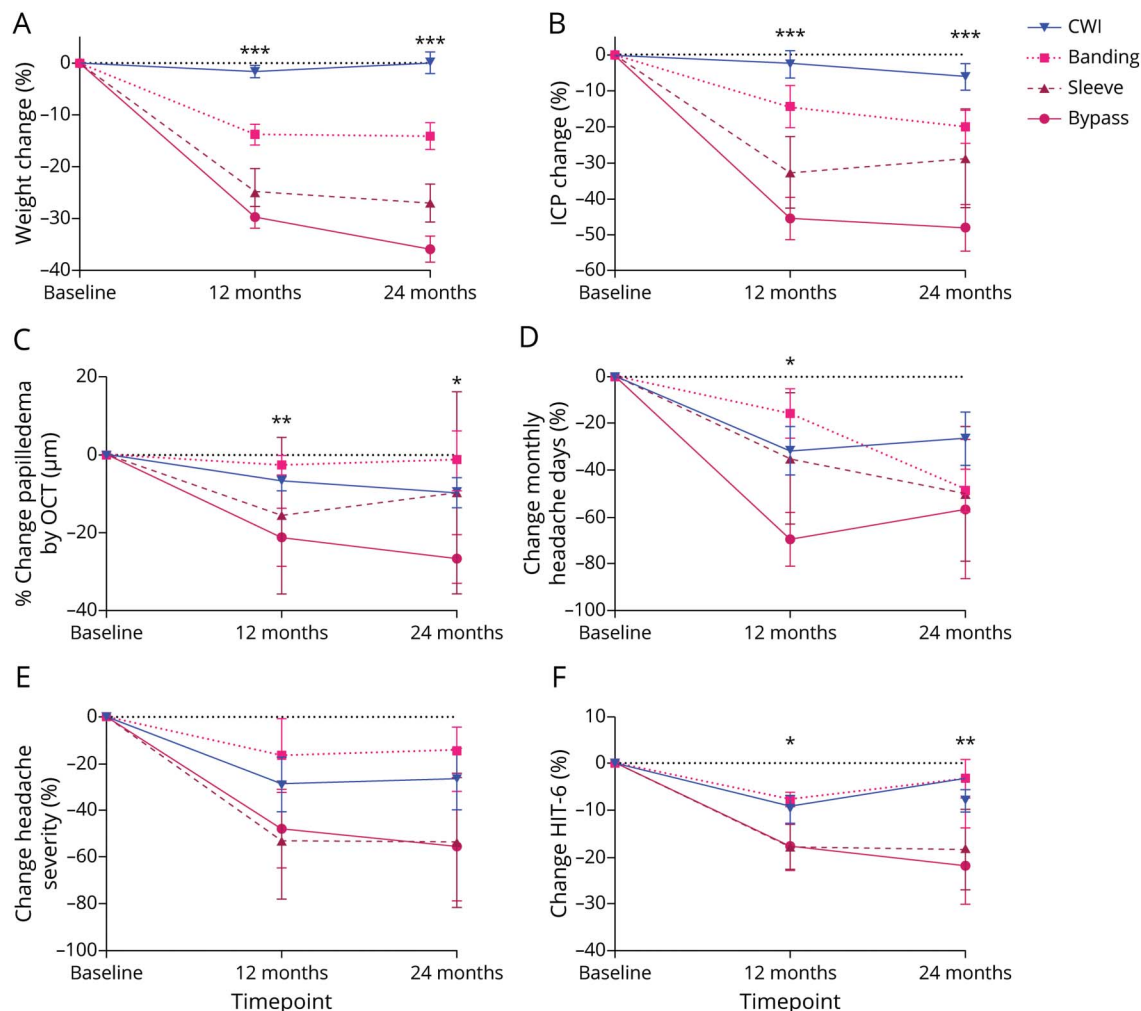 A
Weight change (%)
0
–10
–20
–30
–40
***
***
Baseline
12 months
24 months
B
ICP change (%)
0
–10
–20
–30
–40
–50
–60
***
***
Baseline
12 months
24 months
CWI
Banding
Sleeve
Bypass
C
% Change papilledema
by OCT (μm)
20
0
–20
–40
**
*
Baseline
12 months
24 months
D
Change monthly
headache days (%)
0
–20
–40
–60
–80
–100
*
Baseline
12 months
24 months
E
Change headache
severity (%)
0
–20
–40
–60
–80
–100
Baseline
12 months
24 months
Timepoint
F
Change HIT-6 (%)
10
0
–10
–20
–30
–40
*
**
Baseline
12 months
24 months
Timepoint